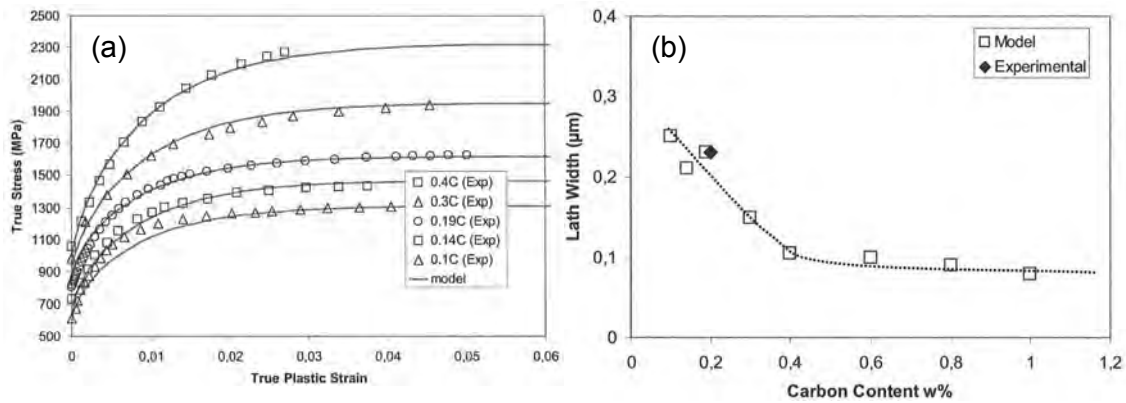 (a)
True Stress (MPa)
2500
2300
2100
1900
1700
1500
1300
1100
900
700
500
0
0,01
0,02
0,03
0,04
0,05
0,06
True Plastic Strain
0.4C (Exp)
0.3C (Exp)
0.19C (Exp)
0.14C (Exp)
0.1C (Exp)
model
(b)
Lath Width (µm)
0,4
0,3
0,2
0,1
0
0
0,2
0,4
0,6
0,8
1
1,2
Carbon Content w%
Model
Experimental